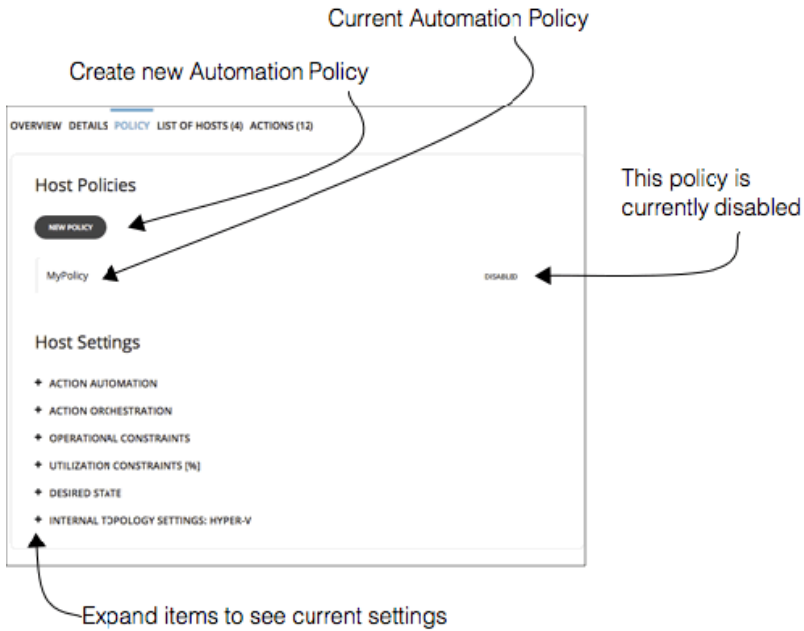 Current Automation Policy
Create new Automation Policy
OVERVIEW DETAILS POLICY LIST OF HOSTS (4) ACTIONS (12)
Host Policies
NEW POLICY
This policy is
currently disabled
MyPolicy
DISABLED
Host Settings
+ ACTION AUTOMATION
+ ACTION ORCHESTRATION
+ OPERATIONAL CONSTRAINTS
+ UTILIZATION CONSTRAINTS [%]
+ DESIRED STATE
+ INTERNAL TOPOLOGY SETTINGS: HYPER-V
Expand items to see current settings